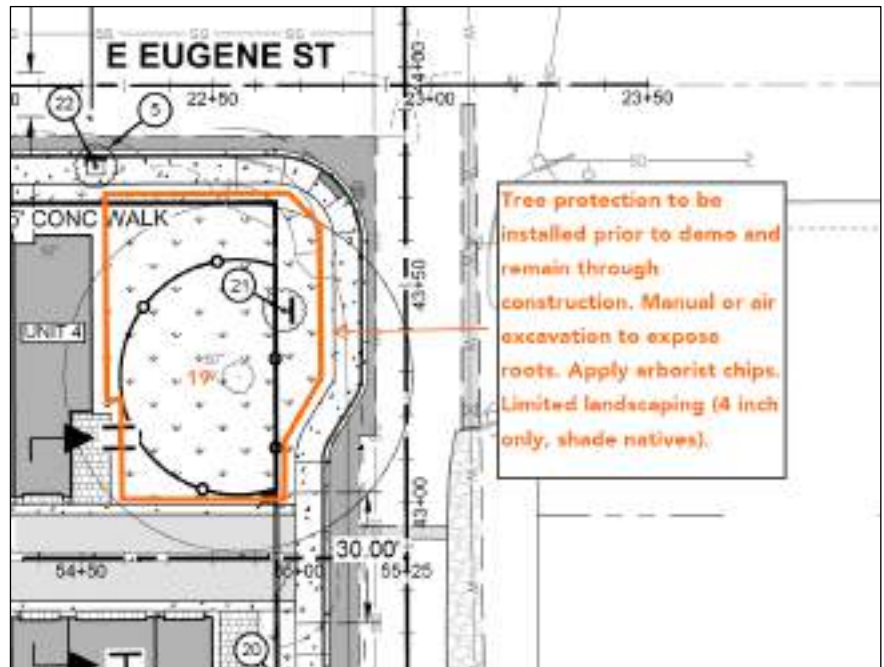 E EUGENE ST
22
5
22+50
23+00
24+00
23+50
5' CONC WALK
21
43+50
UNIT 4
19
Tree protection to be
installed prior to demo and
remain through
construction. Manual or air
excavation to expose
roots. Apply arborist chips.
Limited landscaping (4 inch
only, shade natives).
43+00
30.00'
54+50
55+25
20